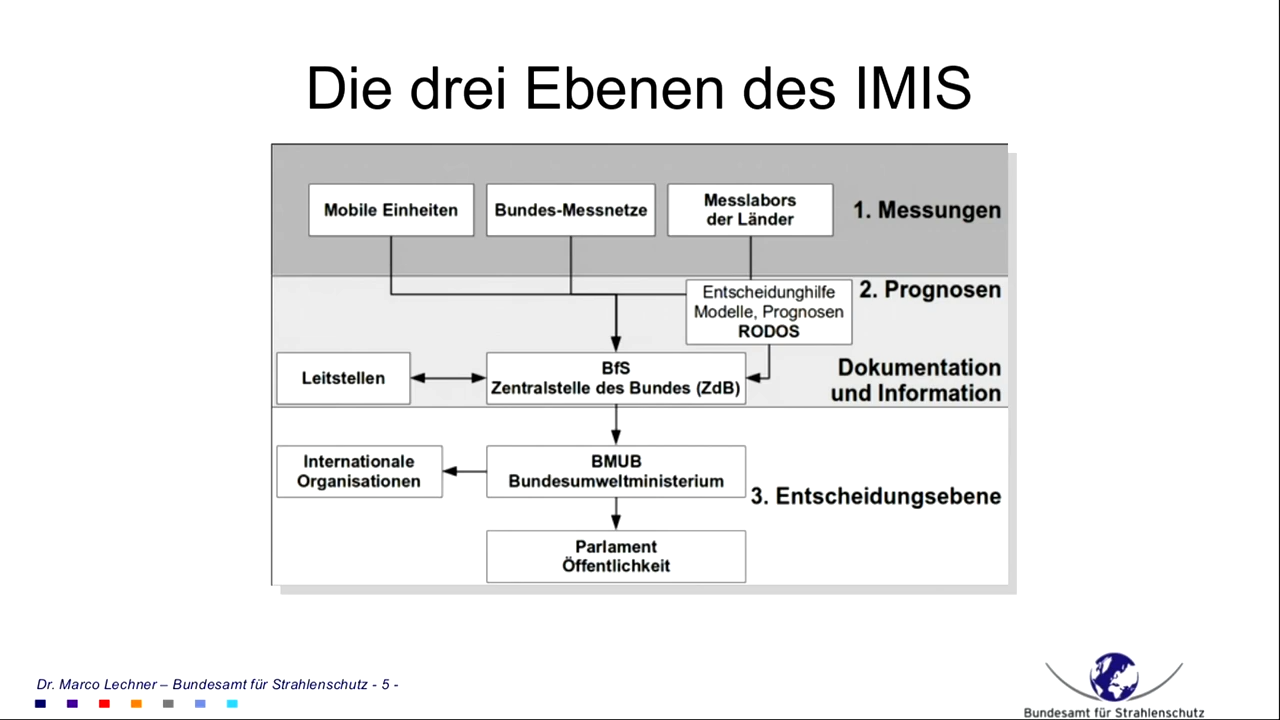 Die drei Ebenen des IMIS
Mobile Einheiten
Bundes-Messnetze
Messlabors
der Länder
1. Messungen
Entscheidunghilfe
Modelle, Prognosen
RODOS
2. Prognosen
Leitstellen
BfS
Zentralstelle des Bundes (ZdB)
Dokumentation
und Information
Internationale
Organisationen
BMUB
Bundesumweltministerium
3. Entscheidungsebene
Parlament
Öffentlichkeit
Dr. Marco Lechner – Bundesamt für Strahlenschutz - 5 -
Bundesamt für Strahlenschutz